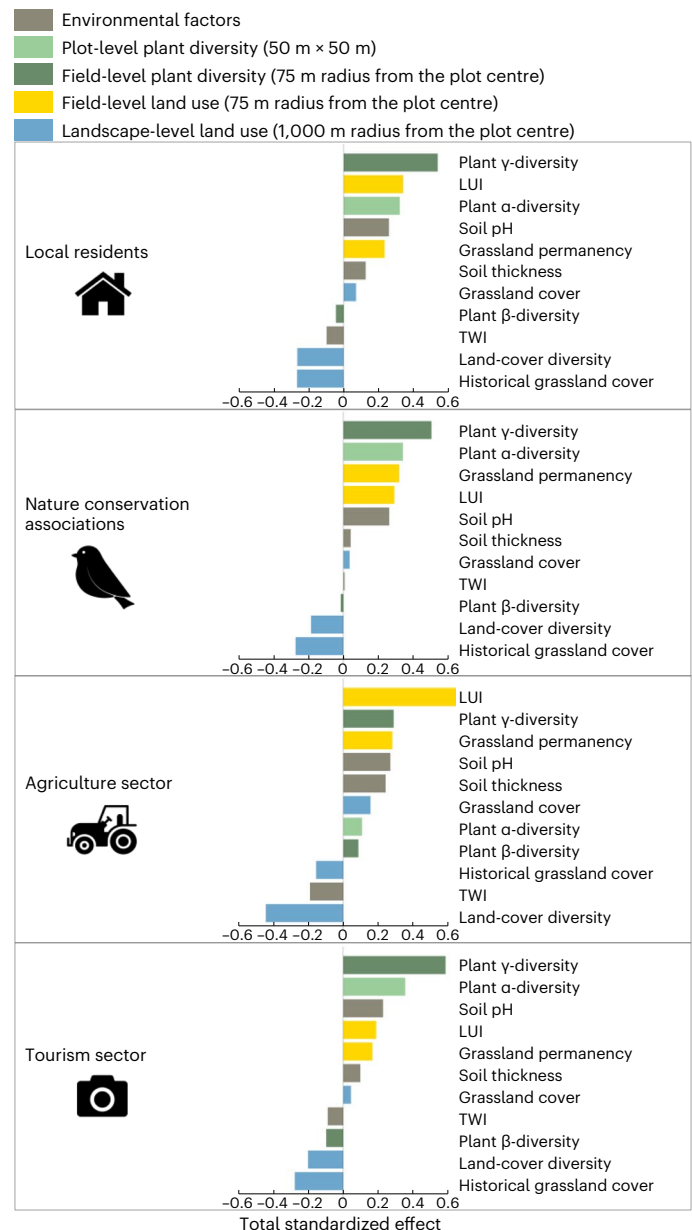 Environmental factors
Plot-level plant diversity (50 m × 50 m)
Field-level plant diversity (75 m radius from the plot centre)
Field-level land use (75 m radius from the plot centre)
Landscape-level land use (1,000 m radius from the plot centre)
Local residents
Plant γ-diversity
LUI
Plant α-diversity
Soil pH
Grassland permanency
Soil thickness
Grassland cover
Plant β-diversity
TWI
Land-cover diversity
Historical grassland cover
–0.6 –0.4 –0.2 0 0.2 0.4 0.6
Nature conservation
associations
Plant γ-diversity
Plant α-diversity
Grassland permanency
LUI
Soil pH
Soil thickness
Grassland cover
TWI
Plant β-diversity
Land-cover diversity
Historical grassland cover
–0.6 –0.4 –0.2 0 0.2 0.4 0.6
Agriculture sector
LUI
Plant γ-diversity
Grassland permanency
Soil pH
Soil thickness
Grassland cover
Plant α-diversity
Plant β-diversity
Historical grassland cover
TWI
Land-cover diversity
–0.6 –0.4 –0.2 0 0.2 0.4 0.6
Tourism sector
Plant γ-diversity
Plant α-diversity
Soil pH
LUI
Grassland permanency
Soil thickness
Grassland cover
TWI
Plant β-diversity
Land-cover diversity
Historical grassland cover
–0.6 –0.4 –0.2 0 0.2 0.4 0.6
Total standardized effect